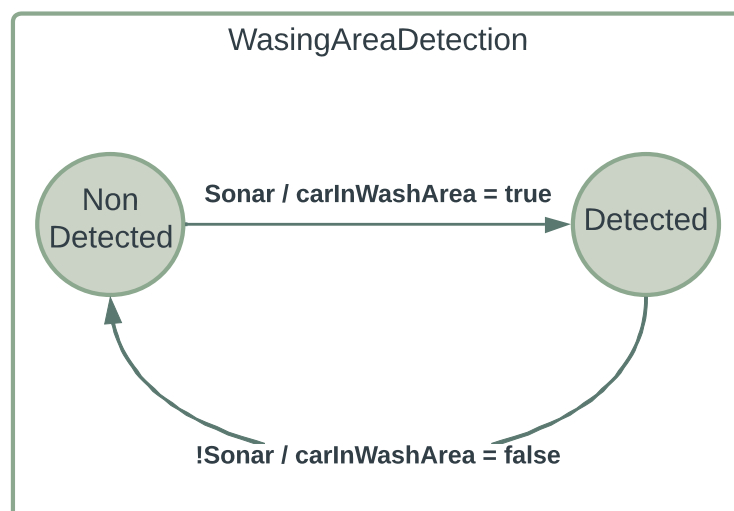 WasingAreaDetection
Non
Detected
Sonar / carInWashArea = true
Detected
!Sonar / carInWashArea = false